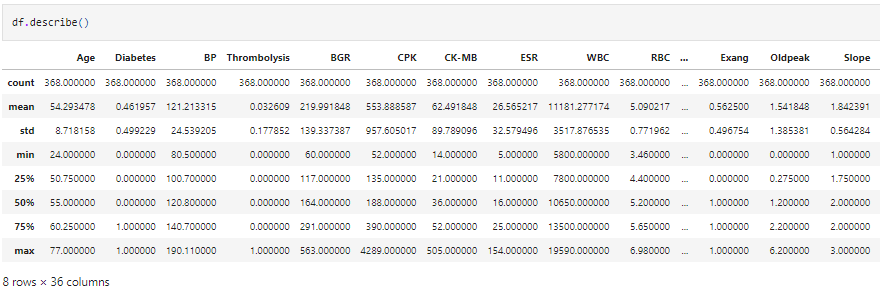 df.describe()
Age Diabetes BP Thrombolysis BGR CPK CK-MB ESR WBC RBC ... Exang Oldpeak Slope
count 368.000000 368.000000 368.000000 368.000000 368.000000 368.000000 368.000000 368.000000 368.000000 368.000000 ... 368.000000 368.000000 368.000000
mean 54.293478 0.461957 121.213315 0.032609 219.991848 553.888587 62.491848 26.565217 11181.277174 5.090217 ... 0.562500 1.541848 1.842391
std 8.718158 0.499229 24.539205 0.177852 139.337387 957.605017 89.789096 32.579496 3517.876535 0.771962 ... 0.496754 1.385381 0.564284
min 24.000000 0.000000 80.500000 0.000000 60.000000 52.000000 14.000000 5.000000 5800.000000 3.460000 ... 0.000000 0.000000 1.000000
25% 50.750000 0.000000 100.700000 0.000000 117.000000 135.000000 21.000000 11.000000 7800.000000 4.400000 ... 0.000000 0.275000 1.750000
50% 55.000000 0.000000 120.800000 0.000000 164.000000 188.000000 36.000000 16.000000 10650.000000 5.200000 ... 1.000000 1.200000 2.000000
75% 60.250000 1.000000 140.700000 0.000000 291.000000 390.000000 52.000000 25.000000 13500.000000 5.650000 ... 1.000000 2.200000 2.000000
max 77.000000 1.000000 190.110000 1.000000 563.000000 4289.000000 505.000000 154.000000 19590.000000 6.980000 ... 1.000000 6.200000 3.000000
8 rows × 36 columns